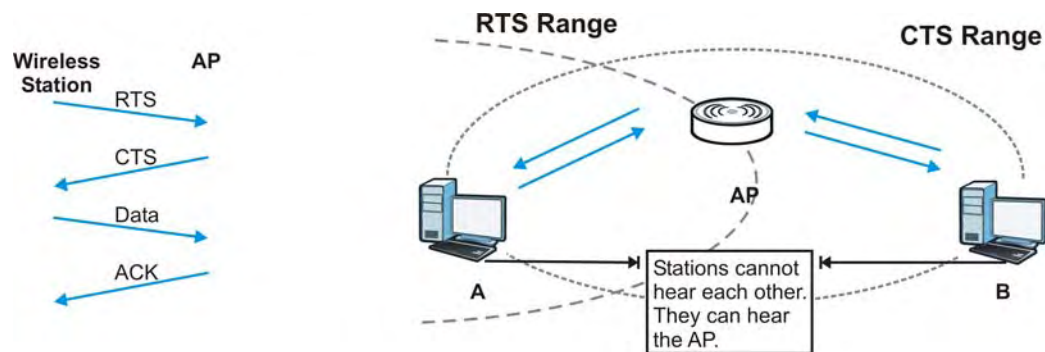 Wireless
Station
AP
RTS
CTS
Data
ACK
RTS Range
CTS Range
AP
A
B
Stations cannot
hear each other.
They can hear
the AP.